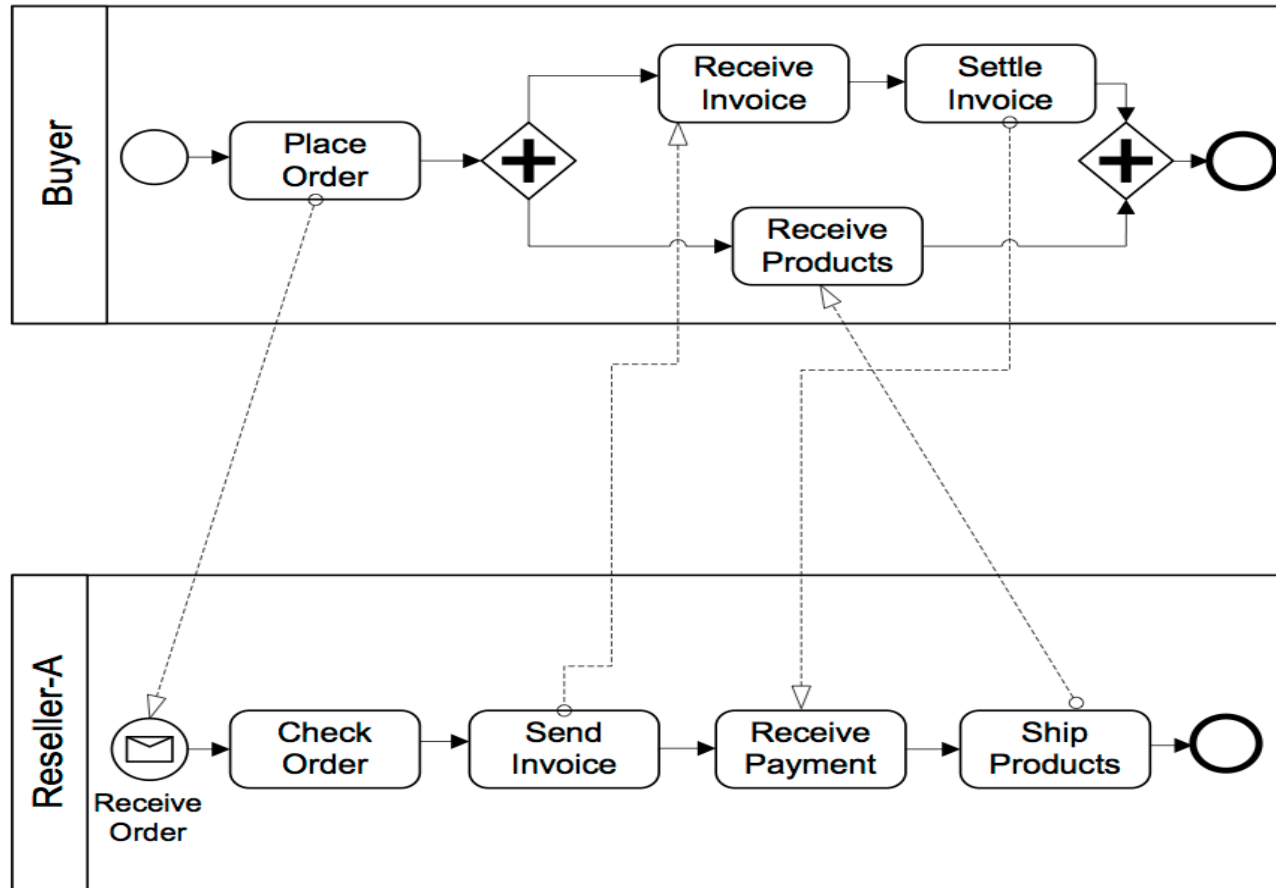 Buyer
Place
Order
Receive
Invoice
Settle
Invoice
Receive
Products
Reseller-A
Receive
Order
Check
Order
Send
Invoice
Receive
Payment
Ship
Products